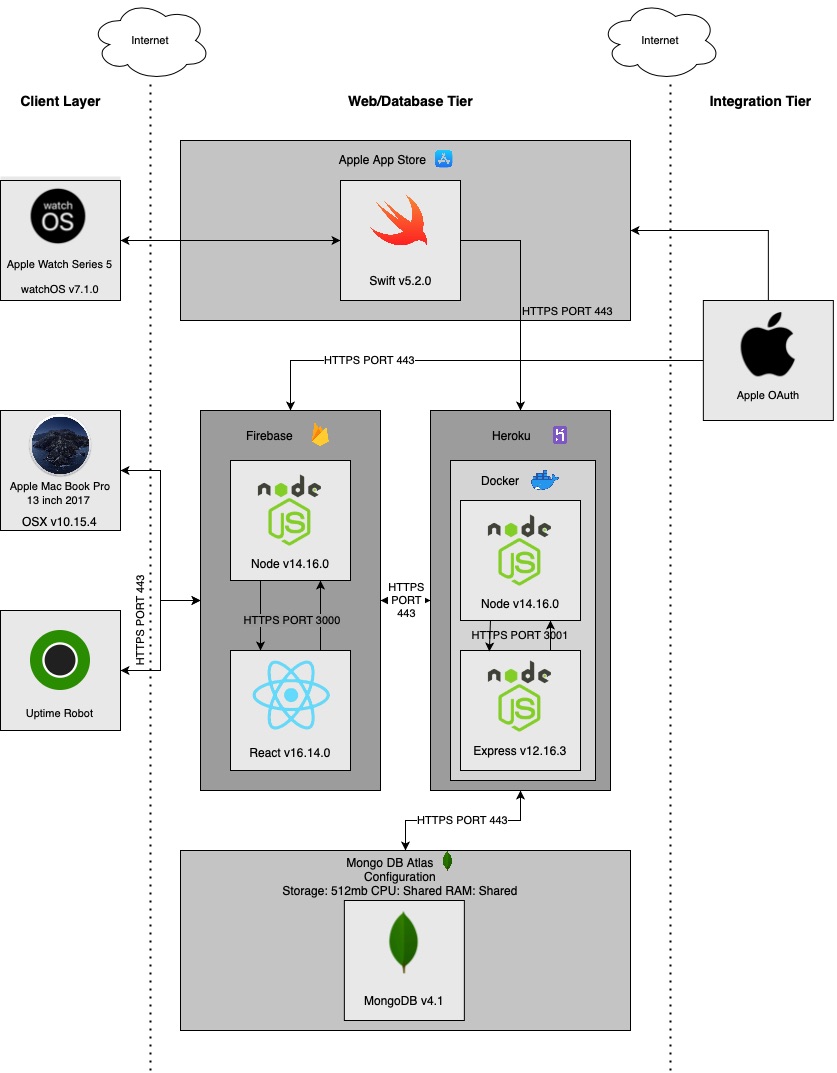 Internet
Internet
Client Layer
Web/Database Tier
Integration Tier
Apple App Store
watch
OS
Apple Watch Series 5
watchOS v7.1.0
Swift v5.2.0
HTTPS PORT 443
HTTPS PORT 443
Apple OAuth
Apple Mac Book Pro
13 inch 2017
OSX v10.15.4
HTTPS PORT 443
Uptime Robot
Firebase
node
JS
Node v14.16.0
HTTPS PORT 3000
React v16.14.0
HTTPS
PORT
443
Heroku
Docker
node
JS
Node v14.16.0
HTTPS PORT 3001
node
JS
Express v12.16.3
HTTPS PORT 443
Mongo DB Atlas
Configuration
Storage: 512mb CPU: Shared RAM: Shared
MongoDB v4.1